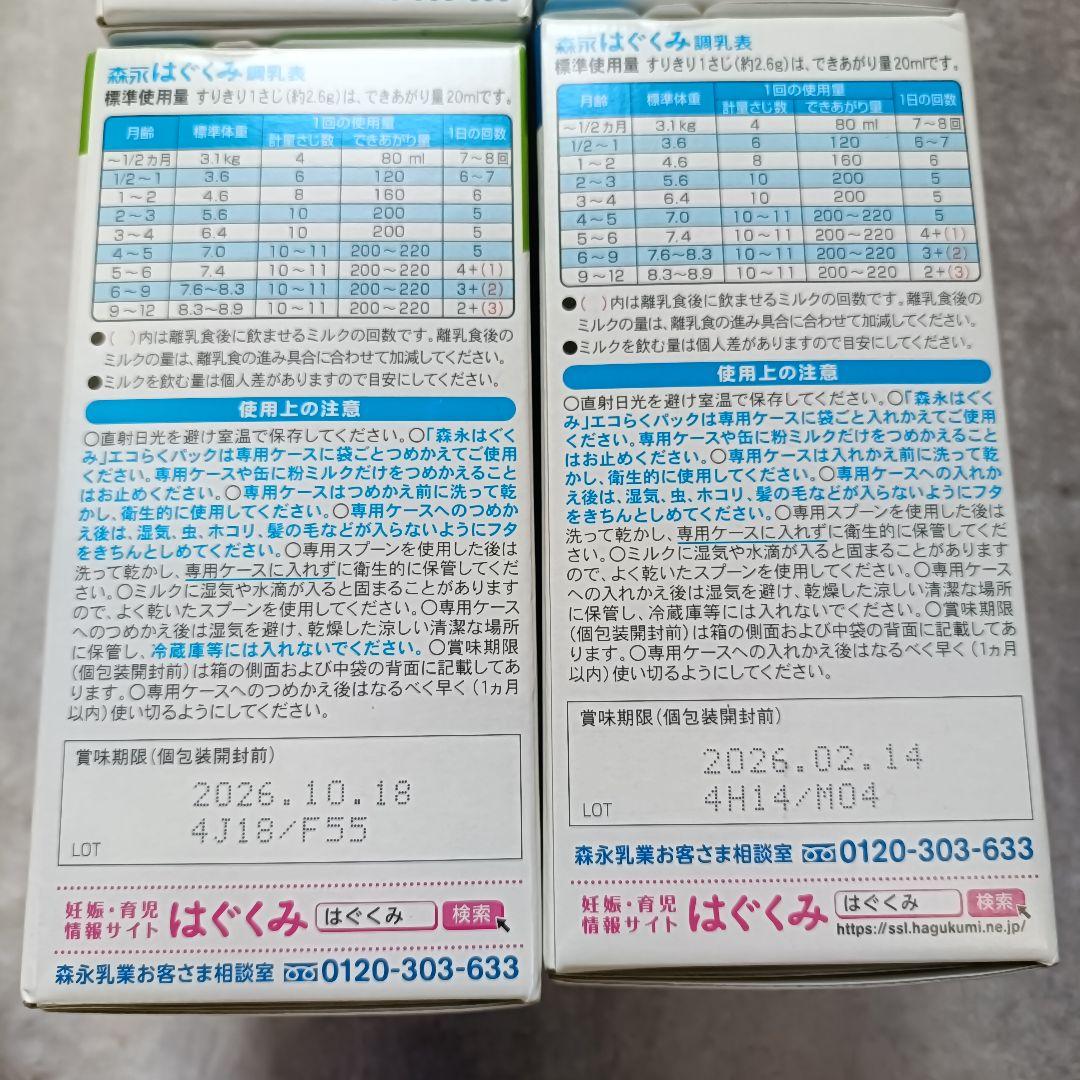 森永はぐくみ 調乳表
標準使用量 すりきり1さじ(約2.6g)は、できあがり量20mlです。
月齢 標準体重 1回の使用量 1日の回数
計量さじ数 できあがり量
～1/2ヵ月 3.1kg 4 80 ml 7～8回
1/2～1 3.6 6 120 6～7
1～2 4.6 8 160 6
2～3 5.6 10 200 5
3～4 6.4 10 200 5
4～5 7.0 10～11 200～220 5
5～6 7.4 10～11 200～220 4+(1)
6～9 7.6～8.3 10～11 200～220 3+(2)
9～12 8.3～8.9 10～11 200～220 2+(3)
●( )内は離乳食後に飲ませるミルクの回数です。離乳食後の
ミルクの量は、離乳食の進み具合に合わせて加減してください。
●ミルクを飲む量は個人差がありますので目安にしてください。
使用上の注意
○直射日光を避け室温で保存してください。○「森永はぐく
み」エコらくパックは専用ケースに袋ごとつめかえてご使用
ください。専用ケースや缶に粉ミルクだけをつめかえること
はお止めください。○専用ケースはつめかえ前に洗って乾
かし、衛生的に使用してください。○専用ケースへのつめか
え後は、湿気、虫、ホコリ、髪の毛などが入らないようにフタ
をきちんとしめてください。○専用スプーンを使用した後は
洗って乾かし、専用ケースに入れずに衛生的に保管してくだ
さい。○ミルクに湿気や水滴が入ると固まることがあります
ので、よく乾いたスプーンを使用してください。○専用ケース
へのつめかえ後は湿気を避け、乾燥した涼しい清潔な場所
に保管し、冷蔵庫等には入れないでください。○賞味期限
(個包装開封前)は箱の側面および中袋の背面に記載してあ
ります。○専用ケースへのつめかえ後はなるべく早く(1ヵ月
以内)使い切るようにしてください。
賞味期限(個包装開封前)
2026.10.18
4J18/F55
LOT
妊娠・育児
情報サイト はぐくみ はぐくみ 検索
森永乳業お客さま相談室 0120-303-633
森永はぐくみ 調乳表
標準使用量 すりきり1さじ(約2.6g)は、できあがり量20mlです。
月齢 標準体重 1回の使用量 1日の回数
計量さじ数 できあがり量
～1/2ヵ月 3.1kg 4 80 ml 7～8回
1/2～1 3.6 6 120 6～7
1～2 4.6 8 160 6
2～3 5.6 10 200 5
3～4 6.4 10 200 5
4～5 7.0 10～11 200～220 5
5～6 7.4 10～11 200～220 4+(1)
6～9 7.6～8.3 10～11 200～220 3+(2)
9～12 8.3～8.9 10～11 200～220 2+(3)
●( )内は離乳食後に飲ませるミルクの回数です。離乳食後の
ミルクの量は、離乳食の進み具合に合わせて加減してください。
●ミルクを飲む量は個人差がありますので目安にしてください。
使用上の注意
○直射日光を避け室温で保存してください。○「森永はぐく
み」エコらくパックは専用ケースに袋ごと入れかえてご使用
ください。専用ケースや缶に粉ミルクだけをつめかえること
はお止めください。○専用ケースは入れかえ前に洗って乾
かし、衛生的に使用してください。○専用ケースへの入れか
え後は、湿気、虫、ホコリ、髪の毛などが入らないようにフタ
をきちんとしめてください。○専用スプーンを使用した後は
洗って乾かし、専用ケースに入れずに衛生的に保管してくだ
さい。○ミルクに湿気や水滴が入ると固まることがあります
ので、よく乾いたスプーンを使用してください。○専用ケース
への入れかえ後は湿気を避け、乾燥した涼しい清潔な場所
に保管し、冷蔵庫等には入れないでください。○賞味期限
(個包装開封前)は箱の側面および中袋の背面に記載してあ
ります。○専用ケースへの入れかえ後はなるべく早く(1ヵ月
以内)使い切るようにしてください。
賞味期限(個包装開封前)
2026.02.14
4H14/M04
LOT
森永乳業お客さま相談室 0120-303-633
妊娠・育児
情報サイト はぐくみ はぐくみ 検索
https://ssl.hagukumi.ne.jp/